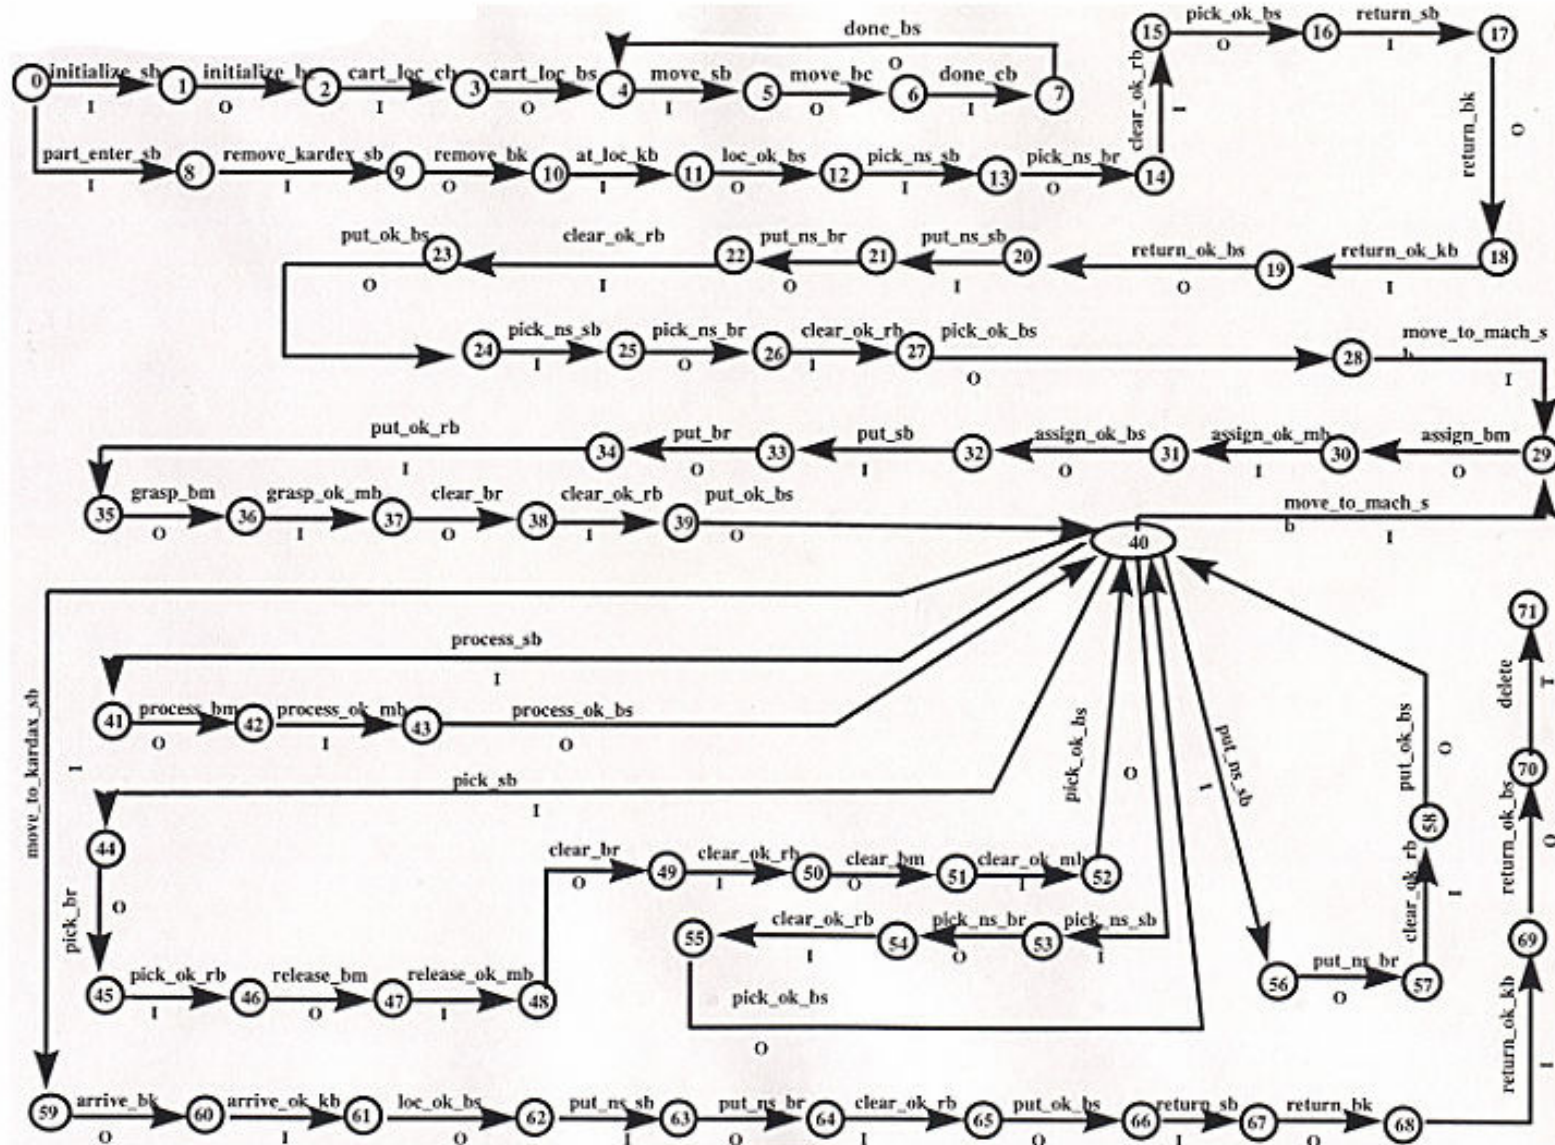 done_bs
O
0 initialize_sb 1 initialize_bc 2 cart_loc_cb 3 cart_loc_bs 4 move_sb 5 move_bc 6 done_cb 7
I O I O I O I
15 pick_ok_bs 16 return_sb 17
O I
clear_ok_rb
I
return_bk
O
part_enter_sb 8 remove_kardex_sb 9 remove_bk 10 at_loc_kb 11 loc_ok_bs 12 pick_ns_sb 13 pick_ns_br 14
I I O I O I O
put_ok_bs 23 clear_ok_rb 22 put_ns_br 21 put_ns_sb 20 return_ok_bs 19 return_ok_kb 18
O I O I O I
24 pick_ns_sb 25 pick_ns_br 26 clear_ok_rb 27 pick_ok_bs 28 move_to_mach_s
b
I O I O I
put_ok_rb 34 put_br 33 put_sb 32 assign_ok_bs 31 assign_ok_mb 30 assign_bm 29
I O I O I O
35 grasp_bm 36 grasp_ok_mb 37 clear_br 38 clear_ok_rb 39 put_ok_bs 40 move_to_mach_s
b
O I O I O I
move_to_kardax_sb
I
process_sb
I
41 process_bm 42 process_ok_mb 43 process_ok_bs
O I O
pick_sb
I
44
pick_br
O
45 pick_ok_rb 46 release_bm 47 release_ok_mb 48
I O I
clear_br 49 clear_ok_rb 50 clear_bm 51 clear_ok_mb 52
O I O I
pick_ok_bs
O
55 clear_ok_rb 54 pick_ns_br 53 pick_ns_sb
I O I
pick_ok_bs
O
put_ns_sb
I
56 put_ns_br 57
O
clear_ok_rb
I
58
put_ok_bs
O
59 arrive_bk 60 arrive_ok_kb 61 loc_ok_bs 62 put_ns_sb 63 put_ns_br 64 clear_ok_rb 65 put_ok_bs 66 return_sb 67 return_bk 68
O I O I O I O I O
return_ok_kb
I
69
return_ok_bs
O
70
delete
T
71